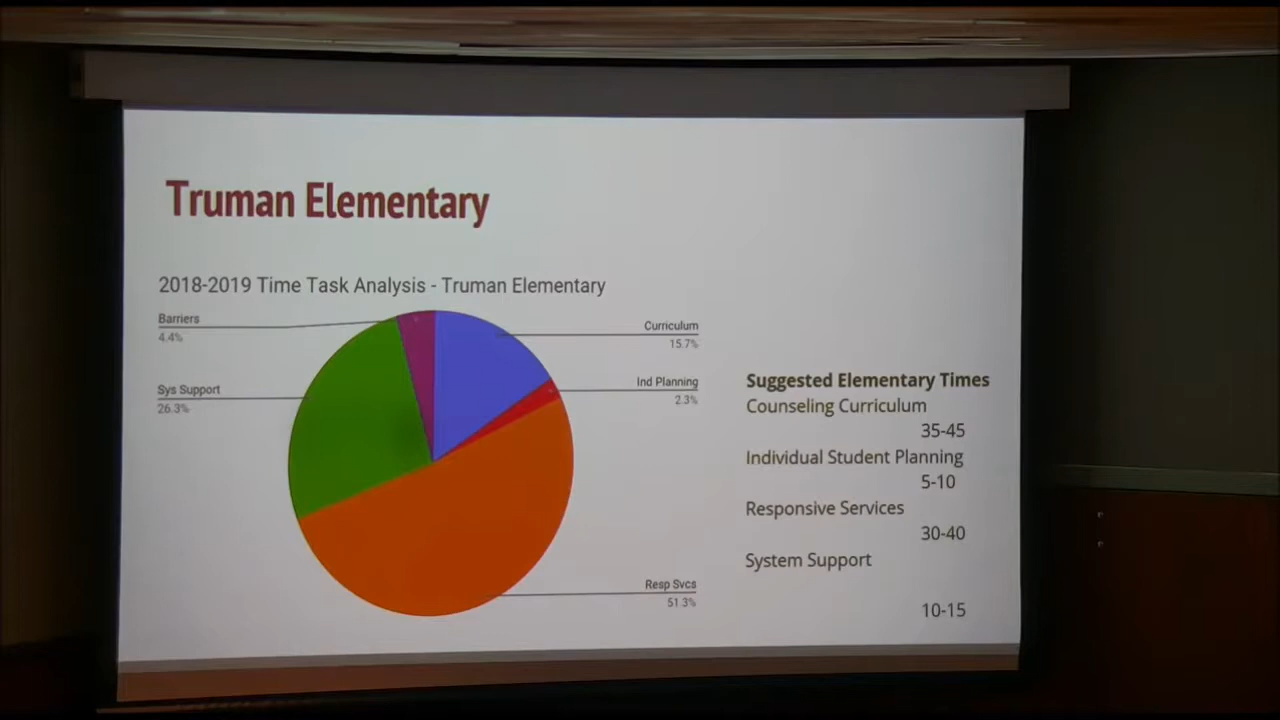 Truman Elementary
2018-2019 Time Task Analysis - Truman Elementary
Barriers
4.4%
Curriculum
15.7%
Sys Support
26.3%
Ind Planning
2.3%
Resp Svcs
51.3%
Suggested Elementary Times
Counseling Curriculum
35-45
Individual Student Planning
5-10
Responsive Services
30-40
System Support
10-15